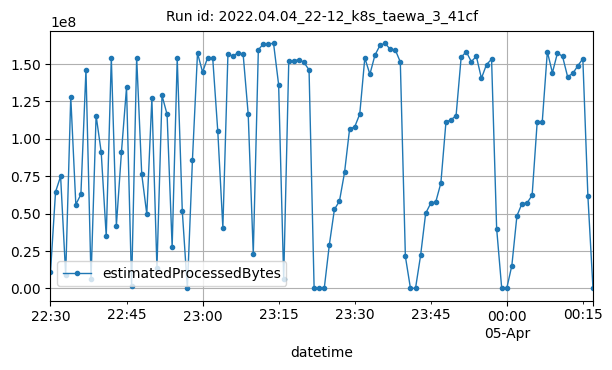 Run id: 2022.04.04_22-12_k8s_taewa_3_41cf
1e8
1.50
1.25
1.00
0.75
0.50
0.25
0.00
estimatedProcessedBytes
22:30 22:45 23:00 23:15 23:30 23:45 00:00 00:15
05-Apr
datetime